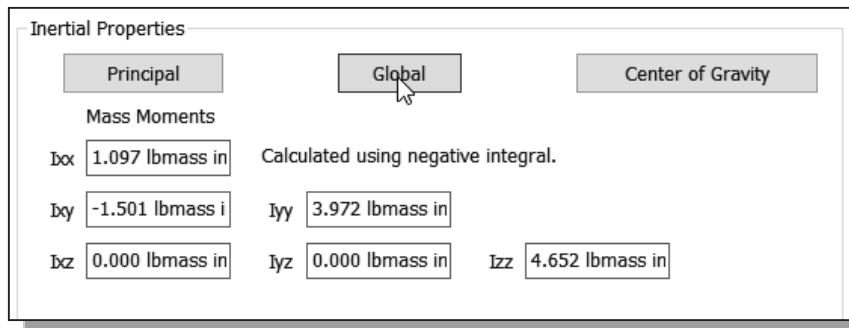 Inertial Properties
Principal Global Center of Gravity
Mass Moments
Ixx 1.097 lbmass in Calculated using negative integral.
Ixy -1.501 lbmass i Iyy 3.972 lbmass in
Ixz 0.000 lbmass in Iyz 0.000 lbmass in Izz 4.652 lbmass in